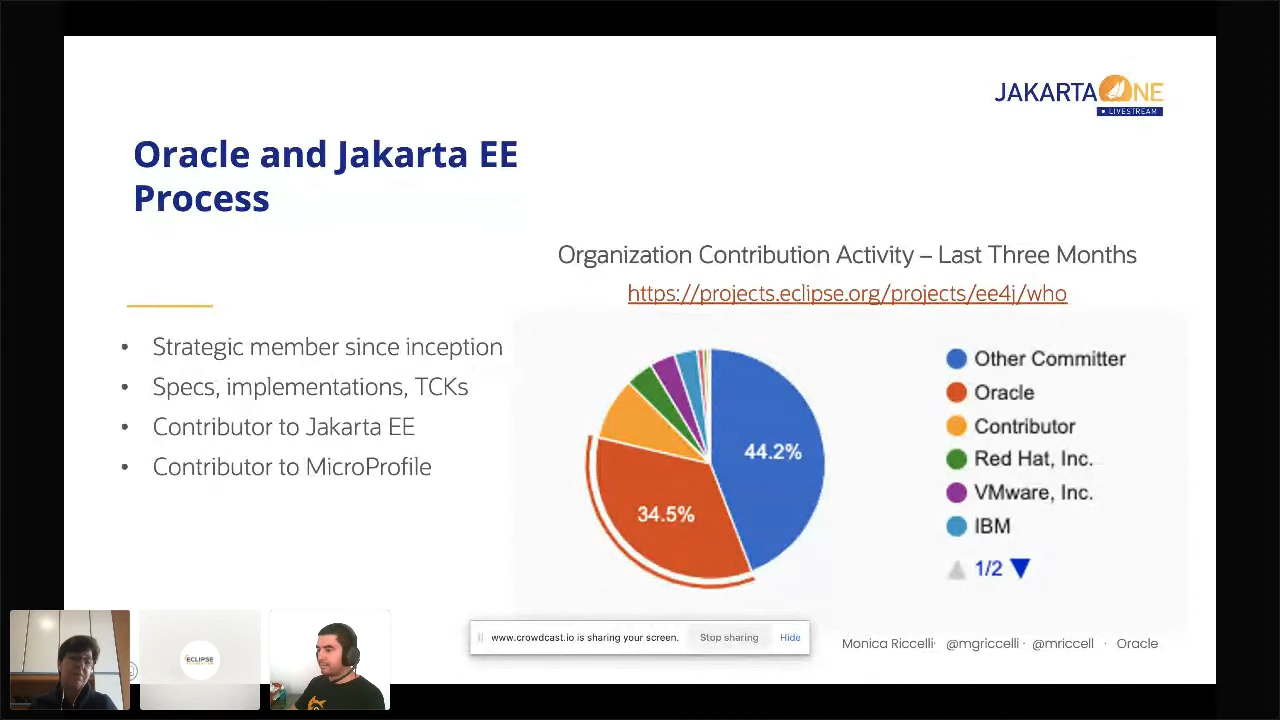 JAKARTA ONE
LIVESTREAM
Oracle and Jakarta EE
Process
Organization Contribution Activity – Last Three Months
https://projects.eclipse.org/projects/ee4j/who
• Strategic member since inception
• Specs, implementations, TCKs
• Contributor to Jakarta EE
• Contributor to MicroProfile
44.2%
34.5%
Other Committer
Oracle
Contributor
Red Hat, Inc.
VMware, Inc.
IBM
1/2
www.crowdcast.io is sharing your screen. Stop sharing Hide
Monica Riccelli · @mgriccelli · @mriccell · Oracle
ECLIPSE